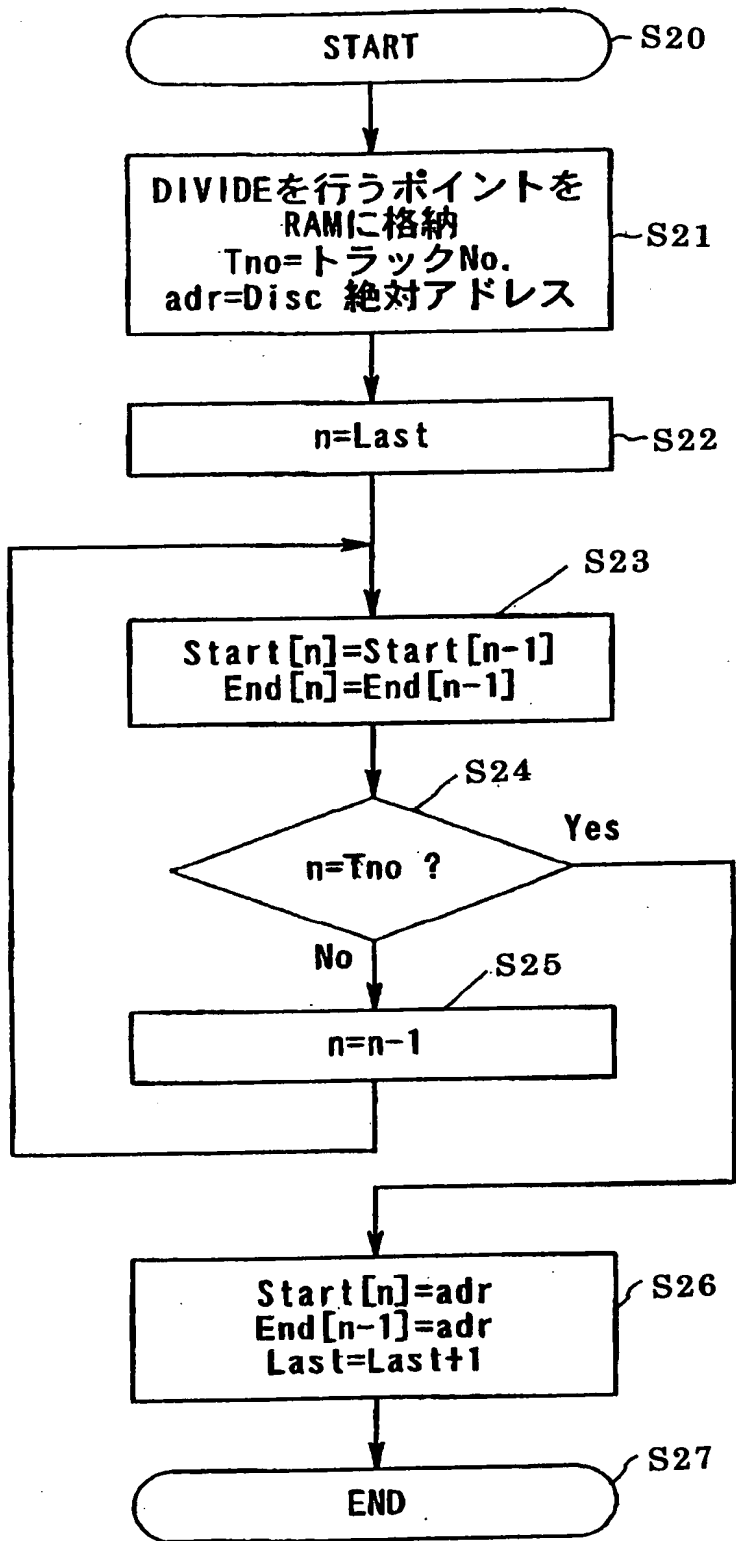 START
S20
DIVIDEを行うポイントを
RAMに格納
Tno=トラックNo.
adr=Disc 絶対アドレス
S21
n=Last
S22
S23
Start[n]=Start[n-1]
End[n]=End[n-1]
S24
n=Tno ?
Yes
No
S25
n=n-1
Start[n]=adr
End[n-1]=adr
Last=Last+1
S26
END
S27